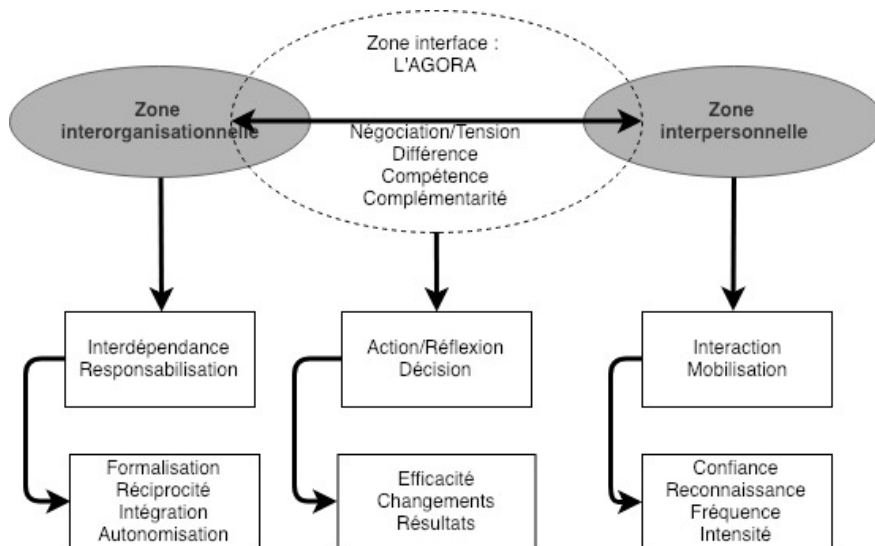 Zone interface :
L'AGORA
Zone
interorganisationnelle
Zone
interpersonnelle
Négociation/Tension
Différence
Compétence
Complémentarité
Interdépendance
Responsabilisation
Action/Réflexion
Décision
Interaction
Mobilisation
Formalisation
Réciprocité
Intégration
Autonomisation
Efficacité
Changements
Résultats
Confiance
Reconnaissance
Fréquence
Intensité